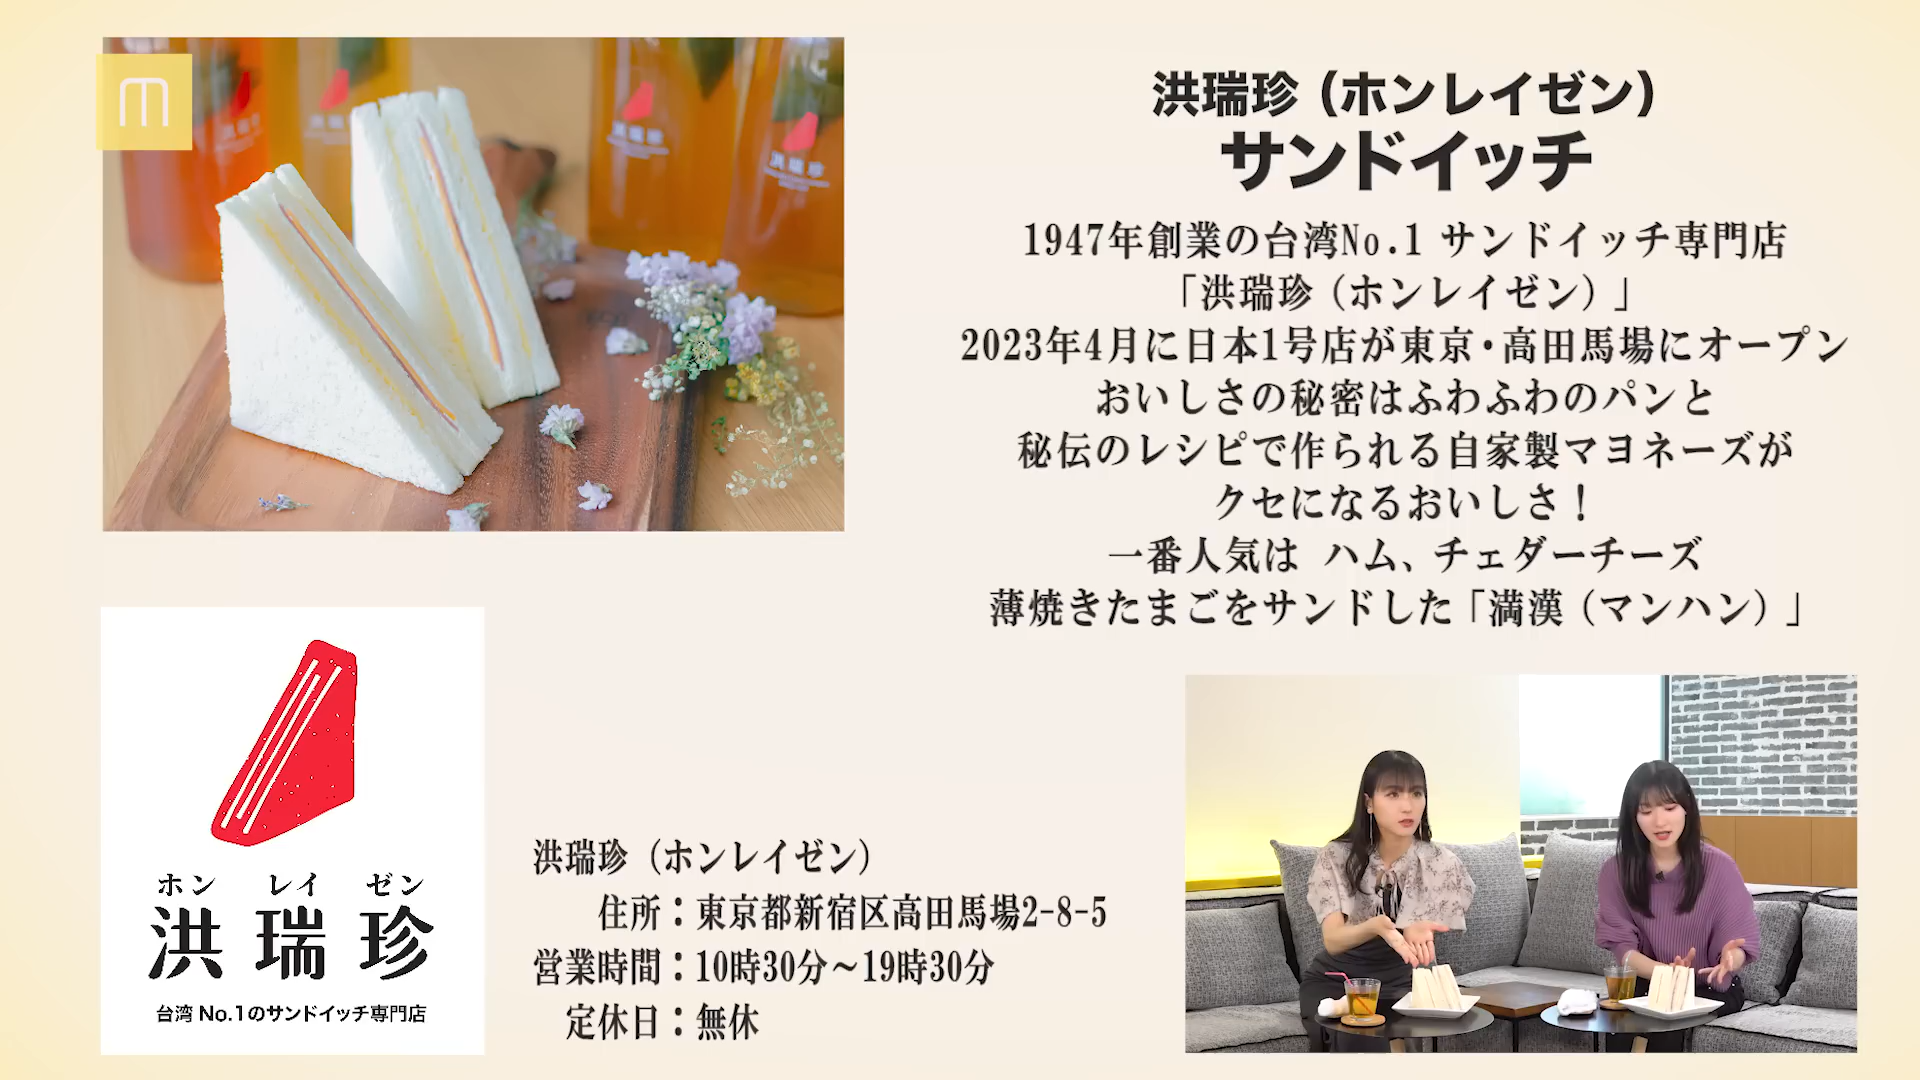 m
洪瑞珍（ホンレイゼン）
サンドイッチ
1947年創業の台湾No.1 サンドイッチ専門店
「洪瑞珍（ホンレイゼン）」
2023年4月に日本1号店が東京・高田馬場にオープン
おいしさの秘密はふわふわのパンと
秘伝のレシピで作られる自家製マヨネーズが
クセになるおいしさ！
一番人気は ハム、チェダーチーズ
薄焼きたまごをサンドした「満漢（マンハン）」
洪瑞珍
洪瑞珍
ホン レイ ゼン
洪瑞珍
台湾 No.1のサンドイッチ専門店
洪瑞珍（ホンレイゼン）
住所：東京都新宿区高田馬場2-8-5
営業時間：10時30分～19時30分
定休日：無休